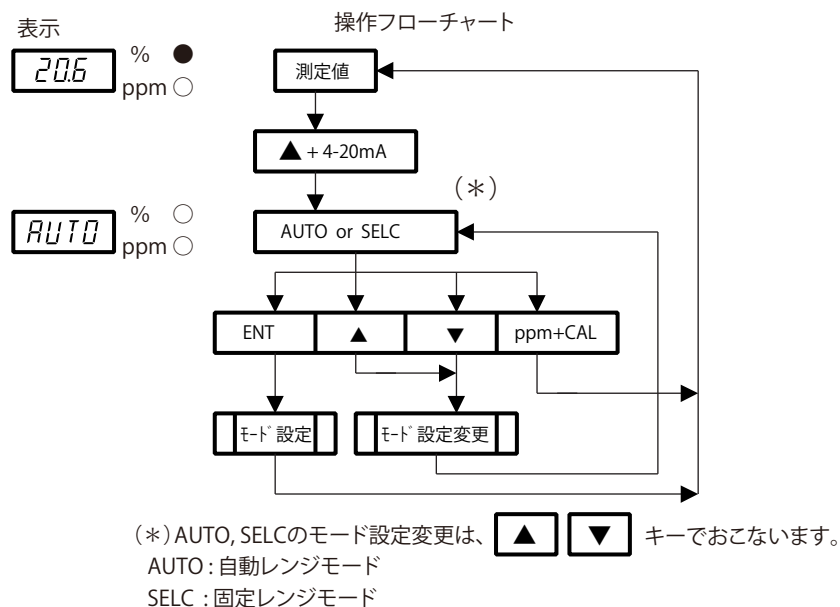 操作フローチャート
表示
20.6
%
ppm
測定値
▲ + 4-20mA
(＊)
AUTO
%
ppm
AUTO or SELC
ENT
▲
▼
ppm+CAL
ﾓｰﾄﾞ設定
ﾓｰﾄﾞ設定変更
(＊) AUTO, SELCのモード設定変更は、 ▲ ▼ キーでおこないます。
AUTO : 自動レンジモード
SELC : 固定レンジモード